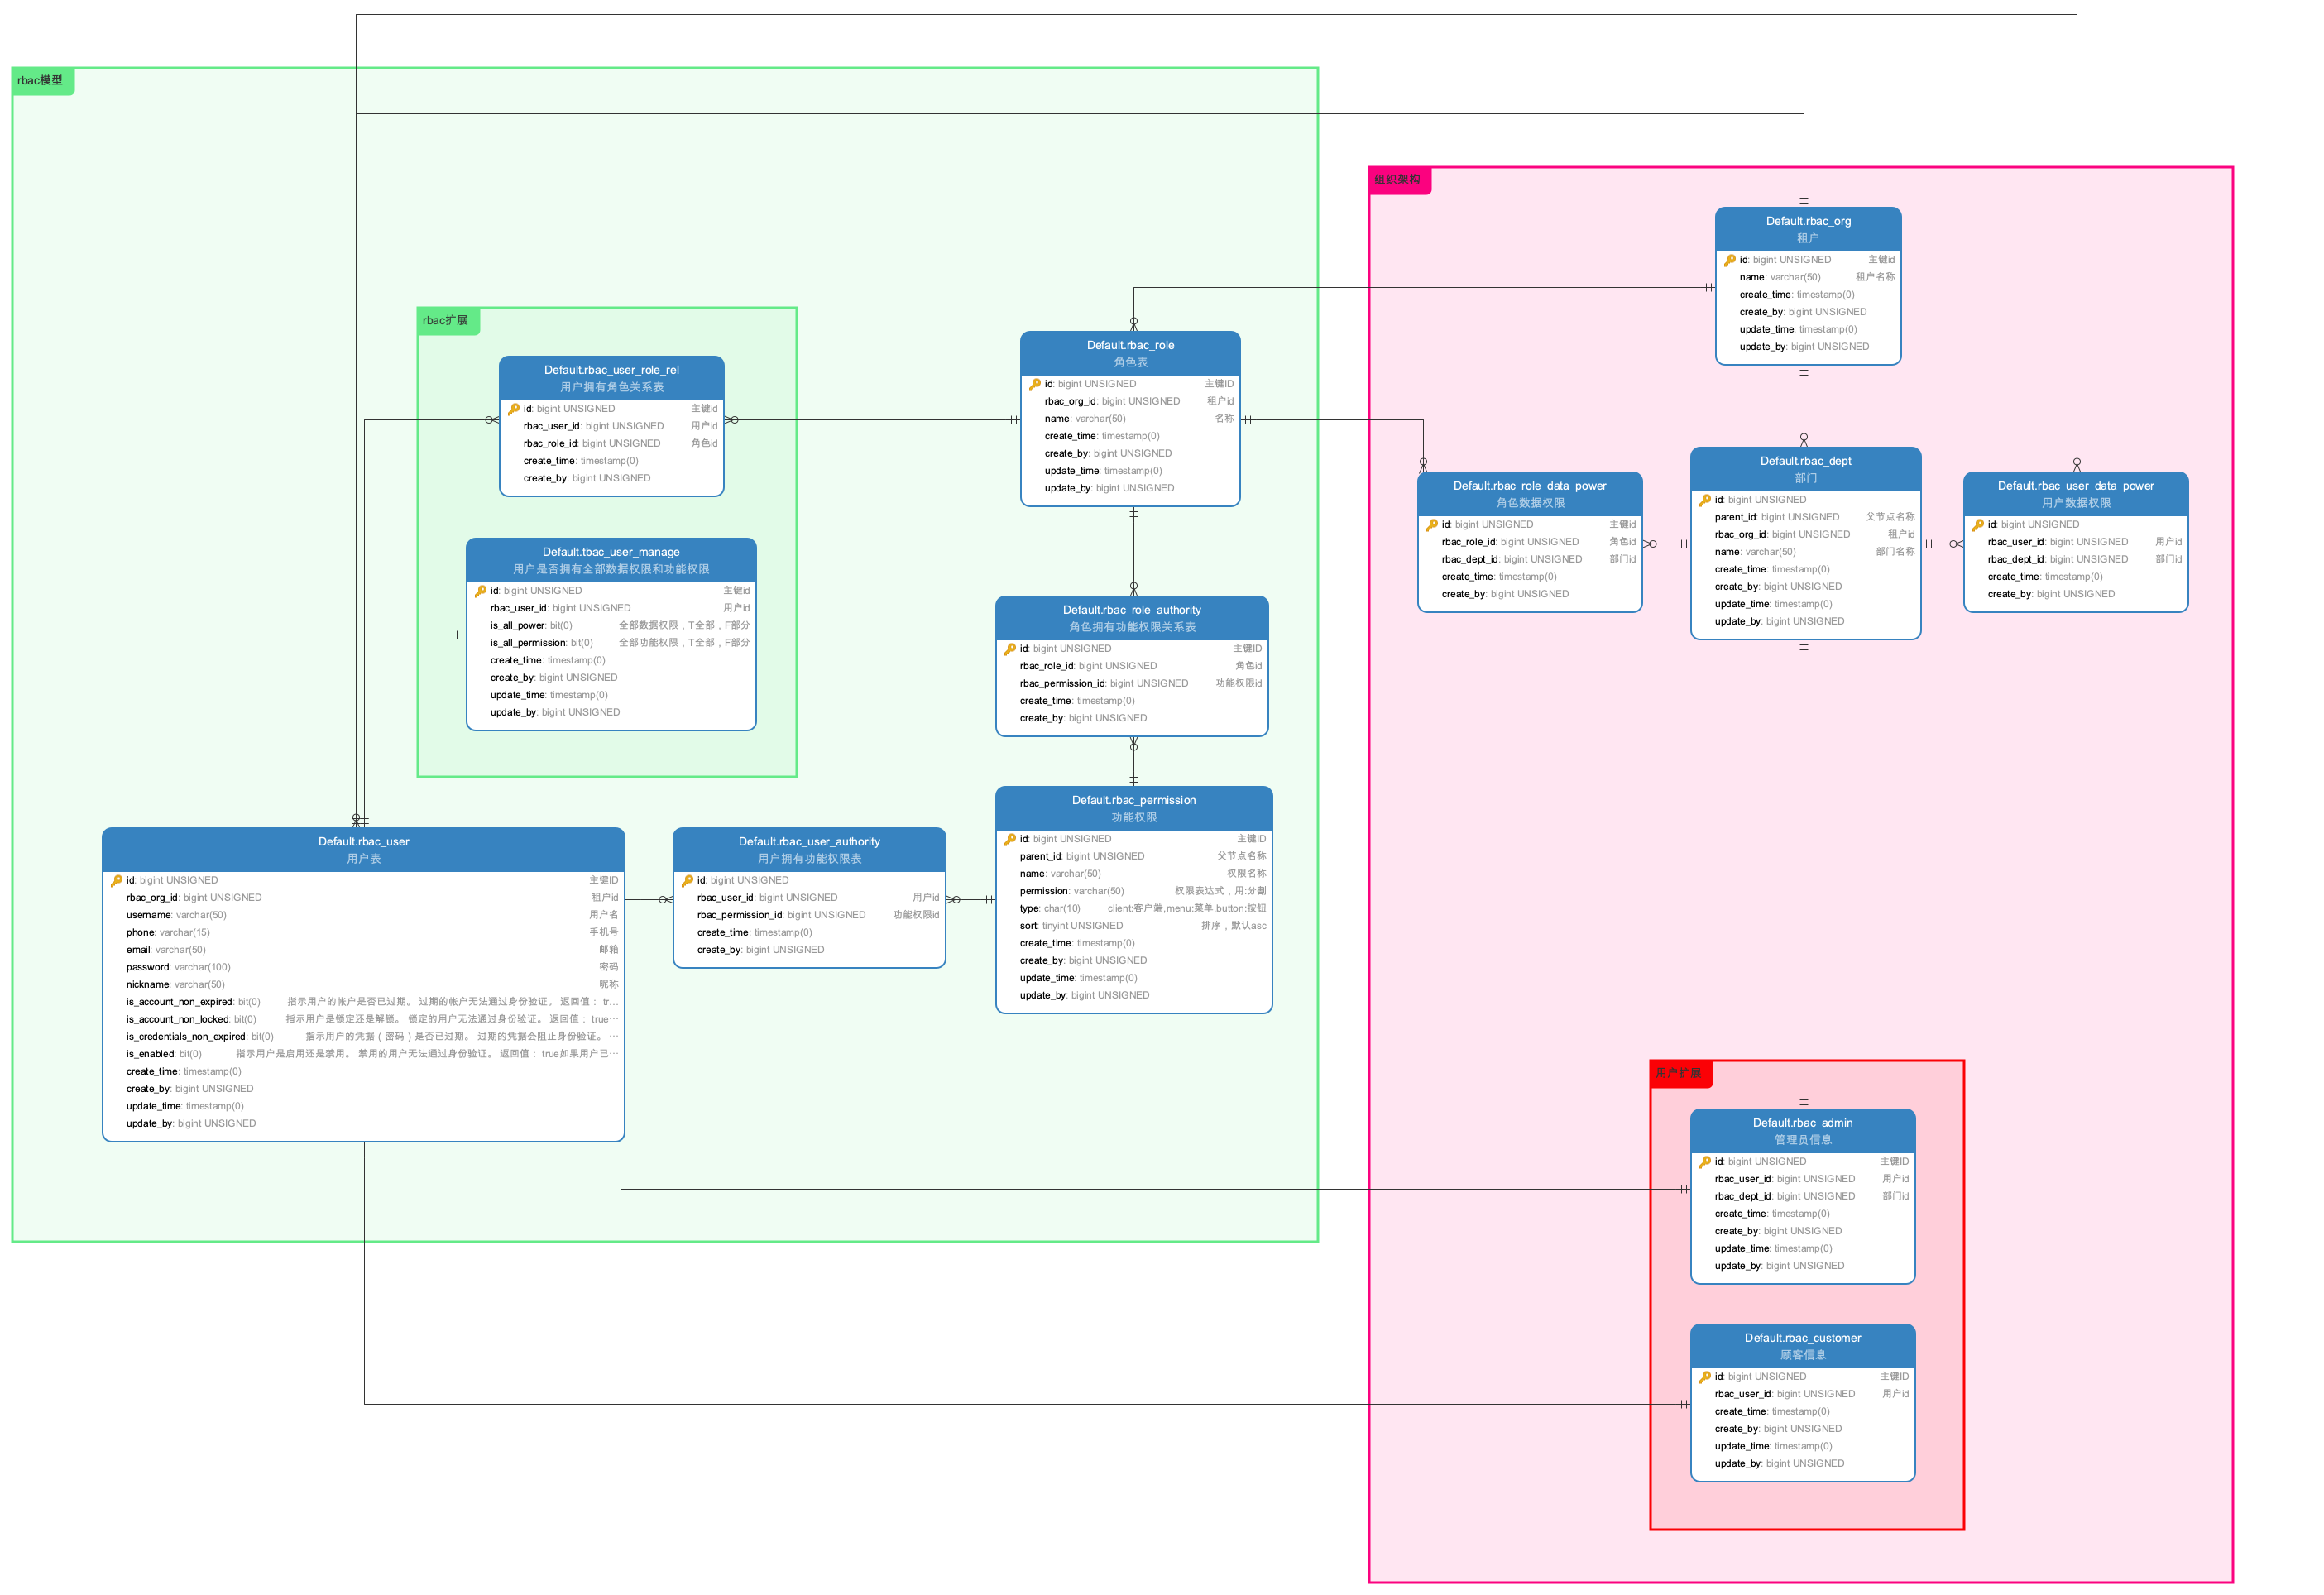 rbac模型
组织架构
Default.rbac_org
租户
id: bigint UNSIGNED 主键id
name: varchar(50) 租户名称
create_time: timestamp(0)
create_by: bigint UNSIGNED
update_time: timestamp(0)
update_by: bigint UNSIGNED
rbac扩展
Default.rbac_user_role_rel
用户拥有角色关系表
id: bigint UNSIGNED 主键id
rbac_user_id: bigint UNSIGNED 用户id
rbac_role_id: bigint UNSIGNED 角色id
create_time: timestamp(0)
create_by: bigint UNSIGNED
Default.rbac_role
角色表
id: bigint UNSIGNED 主键ID
rbac_org_id: bigint UNSIGNED 租户id
name: varchar(50) 名称
create_time: timestamp(0)
create_by: bigint UNSIGNED
update_time: timestamp(0)
update_by: bigint UNSIGNED
Default.rbac_role_data_power
角色数据权限
id: bigint UNSIGNED 主键id
rbac_role_id: bigint UNSIGNED 角色id
rbac_dept_id: bigint UNSIGNED 部门id
create_time: timestamp(0)
create_by: bigint UNSIGNED
Default.rbac_dept
部门
id: bigint UNSIGNED
parent_id: bigint UNSIGNED 父节点名称
rbac_org_id: bigint UNSIGNED 租户id
name: varchar(50) 部门名称
create_time: timestamp(0)
create_by: bigint UNSIGNED
update_time: timestamp(0)
update_by: bigint UNSIGNED
Default.rbac_user_data_power
用户数据权限
id: bigint UNSIGNED
rbac_user_id: bigint UNSIGNED 用户id
rbac_dept_id: bigint UNSIGNED 部门id
create_time: timestamp(0)
create_by: bigint UNSIGNED
Default.tbac_user_manage
用户是否拥有全部数据权限和功能权限
id: bigint UNSIGNED 主键id
rbac_user_id: bigint UNSIGNED 用户id
is_all_power: bit(0) 全部数据权限，T全部，F部分
is_all_permission: bit(0) 全部功能权限，T全部，F部分
create_time: timestamp(0)
create_by: bigint UNSIGNED
update_time: timestamp(0)
update_by: bigint UNSIGNED
Default.rbac_role_authority
角色拥有功能权限关系表
id: bigint UNSIGNED 主键ID
rbac_role_id: bigint UNSIGNED 角色id
rbac_permission_id: bigint UNSIGNED 功能权限id
create_time: timestamp(0)
create_by: bigint UNSIGNED
Default.rbac_user
用户表
id: bigint UNSIGNED 主键ID
rbac_org_id: bigint UNSIGNED 租户id
username: varchar(50) 用户名
phone: varchar(15) 手机号
email: varchar(50) 邮箱
password: varchar(100) 密码
nickname: varchar(50) 昵称
is_account_non_expired: bit(0) 指示用户的帐户是否已过期。 过期的帐户无法通过身份验证。 返回值： tr…
is_account_non_locked: bit(0) 指示用户是锁定还是解锁。 锁定的用户无法通过身份验证。 返回值： true…
is_credentials_non_expired: bit(0) 指示用户的凭据（密码）是否已过期。 过期的凭据会阻止身份验证。 …
is_enabled: bit(0) 指示用户是启用还是禁用。 禁用的用户无法通过身份验证。 返回值： true如果用户已…
create_time: timestamp(0)
create_by: bigint UNSIGNED
update_time: timestamp(0)
update_by: bigint UNSIGNED
Default.rbac_user_authority
用户拥有功能权限表
id: bigint UNSIGNED
rbac_user_id: bigint UNSIGNED 用户id
rbac_permission_id: bigint UNSIGNED 功能权限id
create_time: timestamp(0)
create_by: bigint UNSIGNED
Default.rbac_permission
功能权限
id: bigint UNSIGNED 主键ID
parent_id: bigint UNSIGNED 父节点名称
name: varchar(50) 权限名称
permission: varchar(50) 权限表达式，用:分割
type: char(10) client:客户端,menu:菜单,button:按钮
sort: tinyint UNSIGNED 排序，默认asc
create_time: timestamp(0)
create_by: bigint UNSIGNED
update_time: timestamp(0)
update_by: bigint UNSIGNED
用户扩展
Default.rbac_admin
管理员信息
id: bigint UNSIGNED 主键ID
rbac_user_id: bigint UNSIGNED 用户id
rbac_dept_id: bigint UNSIGNED 部门id
create_time: timestamp(0)
create_by: bigint UNSIGNED
update_time: timestamp(0)
update_by: bigint UNSIGNED
Default.rbac_customer
顾客信息
id: bigint UNSIGNED 主键ID
rbac_user_id: bigint UNSIGNED 用户id
create_time: timestamp(0)
create_by: bigint UNSIGNED
update_time: timestamp(0)
update_by: bigint UNSIGNED